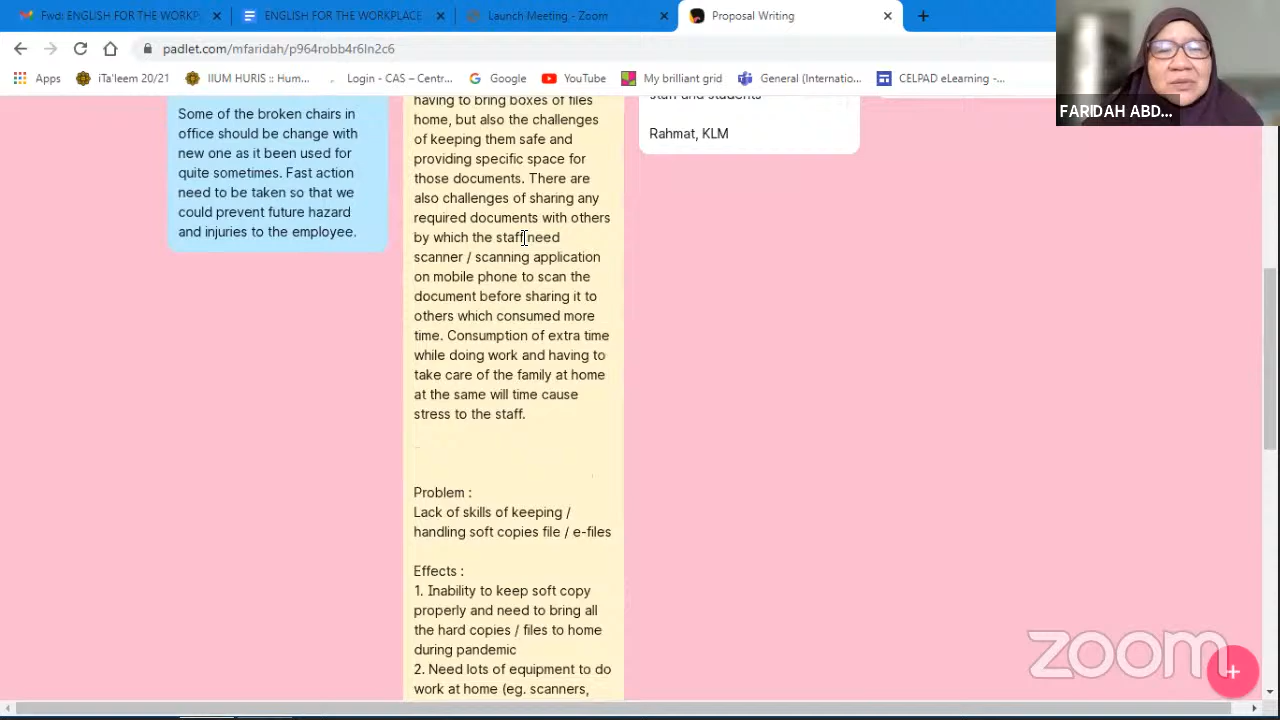 Fwd: ENGLISH FOR THE WORKP
ENGLISH FOR THE WORKPLACE
Launch Meeting - Zoom
Proposal Writing
padlet.com/mfaridah/p964robb4r6ln2c6
Apps
iTa'leem 20/21
IIUM HURIS :: Hum...
Login - CAS – Centr...
Google
YouTube
My brilliant grid
General (Internatio...
CELPAD eLearning -...
FARIDAH ABD...
Some of the broken chairs in
office should be change with
new one as it been used for
quite sometimes. Fast action
need to be taken so that we
could prevent future hazard
and injuries to the employee.
having to bring boxes of files
home, but also the challenges
of keeping them safe and
providing specific space for
those documents. There are
also challenges of sharing any
required documents with others
by which the staff need
scanner / scanning application
on mobile phone to scan the
document before sharing it to
others which consumed more
time. Consumption of extra time
while doing work and having to
take care of the family at home
at the same will time cause
stress to the staff.
Problem :
Lack of skills of keeping /
handling soft copies file / e-files
Effects :
1. Inability to keep soft copy
properly and need to bring all
the hard copies / files to home
during pandemic
2. Need lots of equipment to do
work at home (eg. scanners,
staff and students
Rahmat, KLM
zoom